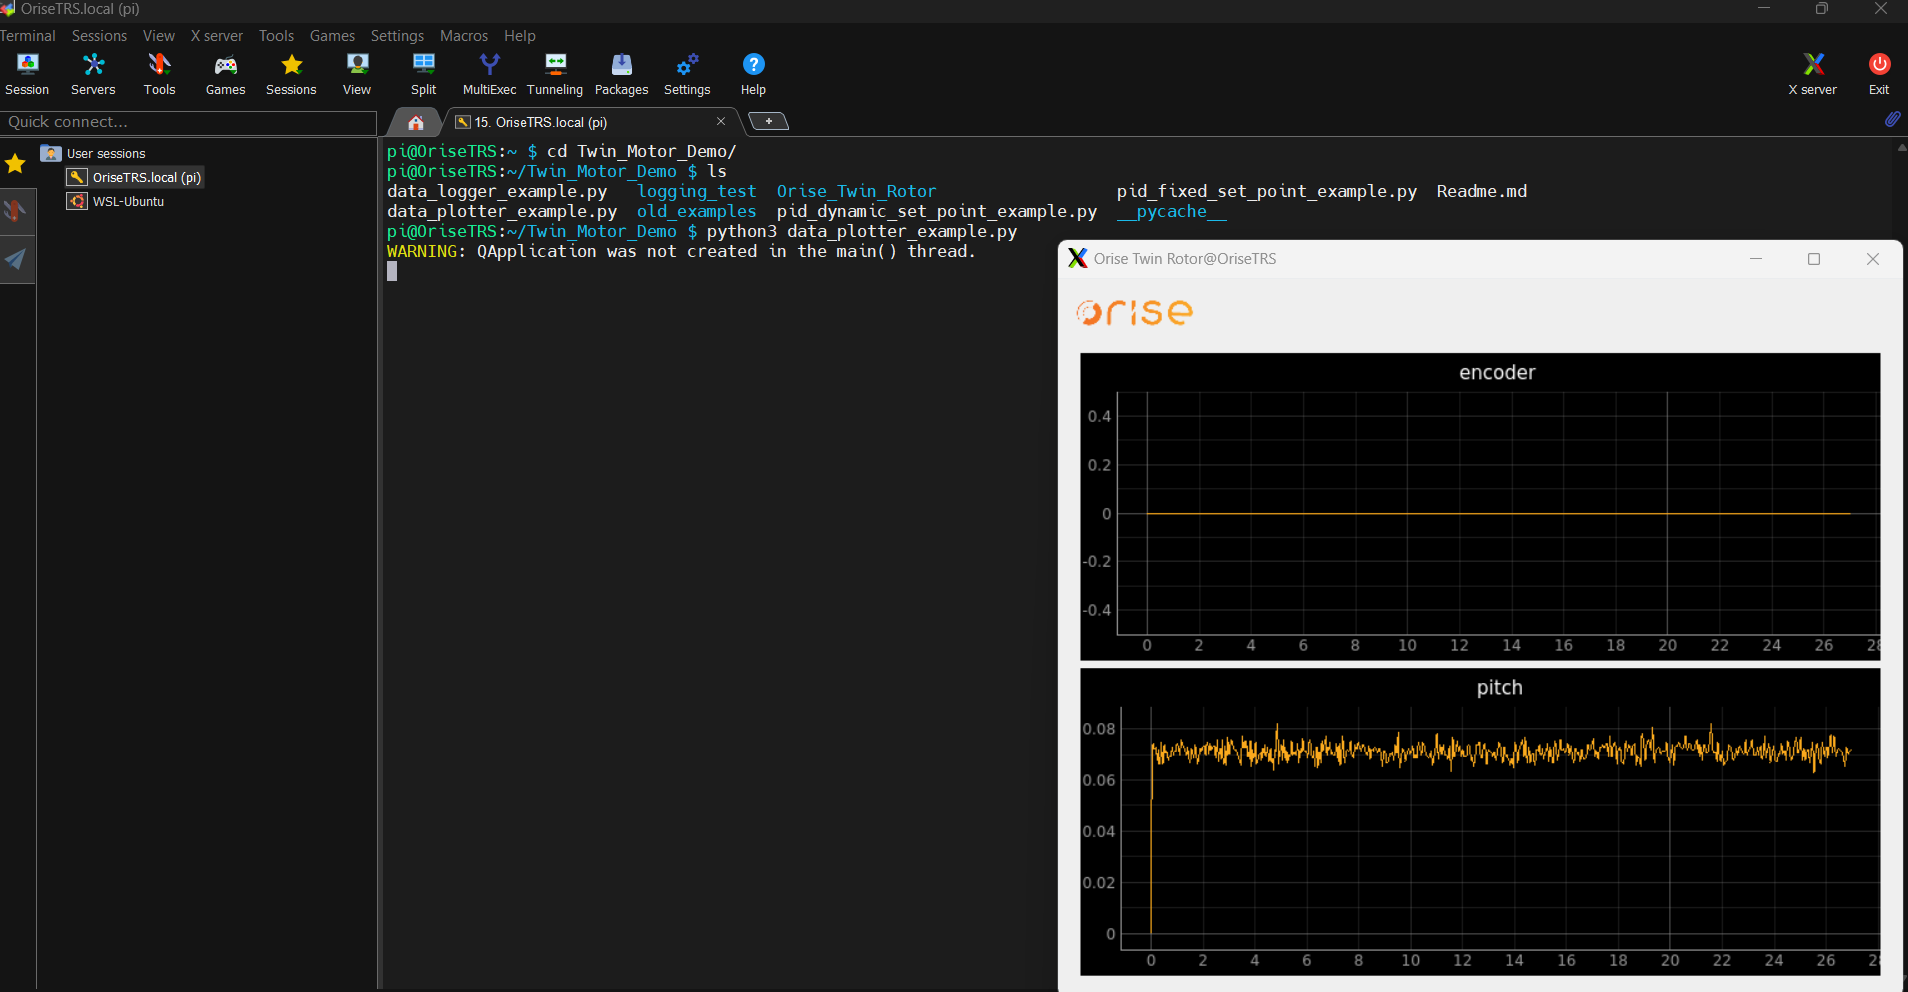 OriseTRS.local (pi)
Terminal Sessions View X server Tools Games Settings Macros Help
Session Servers Tools Games Sessions View Split MultiExec Tunneling Packages Settings Help X server Exit
Quick connect...
15. OriseTRS.local (pi)
User sessions
OriseTRS.local (pi)
WSL-Ubuntu
pi@OriseTRS:~ $ cd Twin_Motor_Demo/
pi@OriseTRS:~/Twin_Motor_Demo $ ls
data_logger_example.py logging_test Orise_Twin_Rotor pid_fixed_set_point_example.py Readme.md
data_plotter_example.py old_examples pid_dynamic_set_point_example.py __pycache__
pi@OriseTRS:~/Twin_Motor_Demo $ python3 data_plotter_example.py
WARNING: QApplication was not created in the main() thread.
Orise Twin Rotor@OriseTRS
orise
encoder
0.4
0.2
0
-0.2
-0.4
0 2 4 6 8 10 12 14 16 18 20 22 24 26 28
pitch
0.08
0.06
0.04
0.02
0
0 2 4 6 8 10 12 14 16 18 20 22 24 26 28